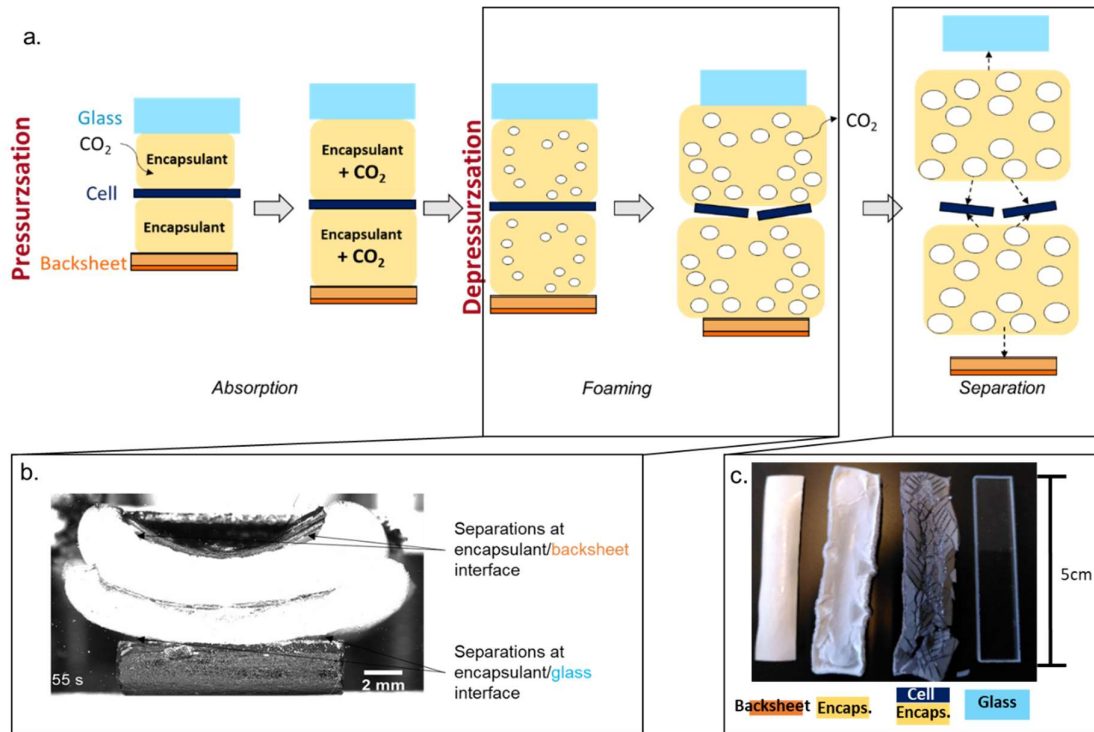 a.
Pressurzsation
Glass
CO2
Encapsulant
Cell
Encapsulant
Backsheet
Encapsulant
+ CO2
Encapsulant
+ CO2
Depressurzsation
CO2
Absorption
Foaming
Separation
b.
Separations at
encapsulant/backsheet
interface
Separations at
encapsulant/glass
interface
55 s
2 mm
c.
5cm
Backsheet
Encaps.
Cell
Encaps.
Glass